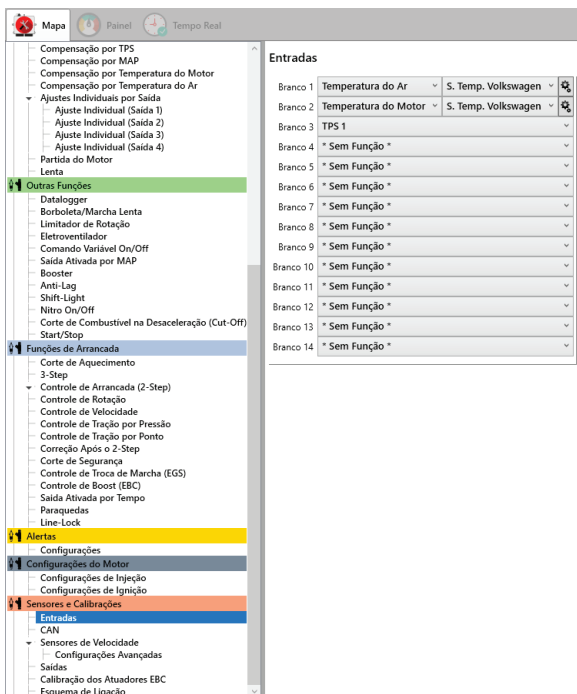 Mapa
Painel
Tempo Real
Compensação por TPS
Compensação por MAP
Compensação por Temperatura do Motor
Compensação por Temperatura do Ar
Ajustes Individuais por Saída
Ajuste Individual (Saída 1)
Ajuste Individual (Saída 2)
Ajuste Individual (Saída 3)
Ajuste Individual (Saída 4)
Partida do Motor
Lenta
Outras Funções
Datalogger
Borboleta/Marcha Lenta
Limitador de Rotação
Eletroventilador
Comando Variável On/Off
Saída Ativada por MAP
Booster
Anti-Lag
Shift-Light
Nitro On/Off
Corte de Combustível na Desaceleração (Cut-Off)
Start/Stop
Funções de Arrancada
Corte de Aquecimento
3-Step
Controle de Arrancada (2-Step)
Controle de Rotação
Controle de Velocidade
Controle de Tração por Pressão
Controle de Tração por Ponto
Correção Após o 2-Step
Corte de Segurança
Controle de Troca de Marcha (EGS)
Controle de Boost (EBC)
Saida Ativada por Tempo
Paraquedas
Line-Lock
Alertas
Configurações
Configurações do Motor
Configurações de Injeção
Configurações de Ignição
Sensores e Calibrações
Entradas
CAN
Sensores de Velocidade
Configurações Avançadas
Saídas
Calibração dos Atuadores EBC
Esquema de Ligação
Entradas
Branco 1 Temperatura do Ar S. Temp. Volkswagen
Branco 2 Temperatura do Motor S. Temp. Volkswagen
Branco 3 TPS 1
Branco 4 * Sem Função *
Branco 5 * Sem Função *
Branco 6 * Sem Função *
Branco 7 * Sem Função *
Branco 8 * Sem Função *
Branco 9 * Sem Função *
Branco 10 * Sem Função *
Branco 11 * Sem Função *
Branco 12 * Sem Função *
Branco 13 * Sem Função *
Branco 14 * Sem Função *